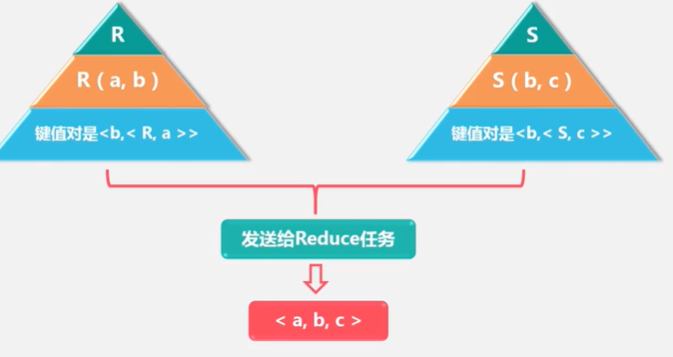 R
R ( a, b )
键值对是<b,< R, a >>
S
S ( b, c )
键值对是<b,< S, c >>
发送给Reduce任务
< a, b, c >